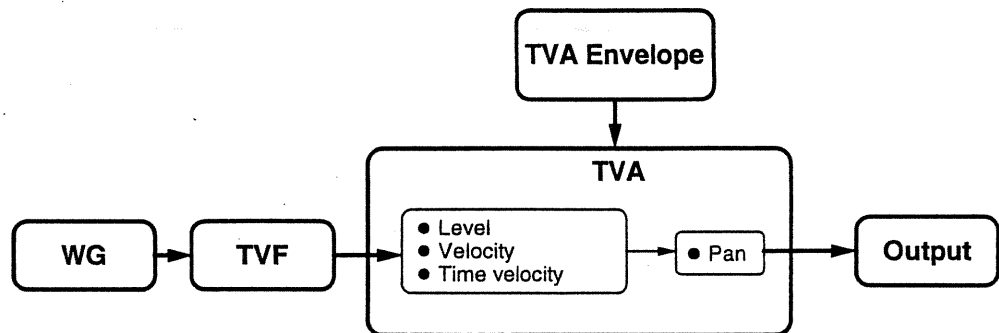 TVA Envelope
TVA
WG
TVF
● Level
● Velocity
● Time velocity
● Pan
Output